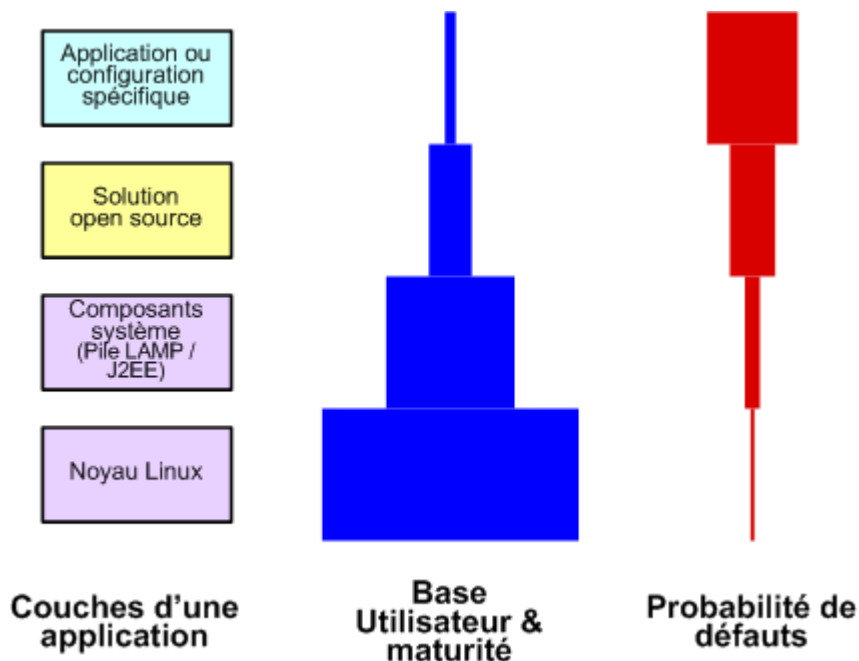 Application ou
configuration
spécifique
Solution
open source
Composants
système
(Pile LAMP /
J2EE)
Noyau Linux
Couches d'une
application
Base
Utilisateur &
maturité
Probabilité de
défauts